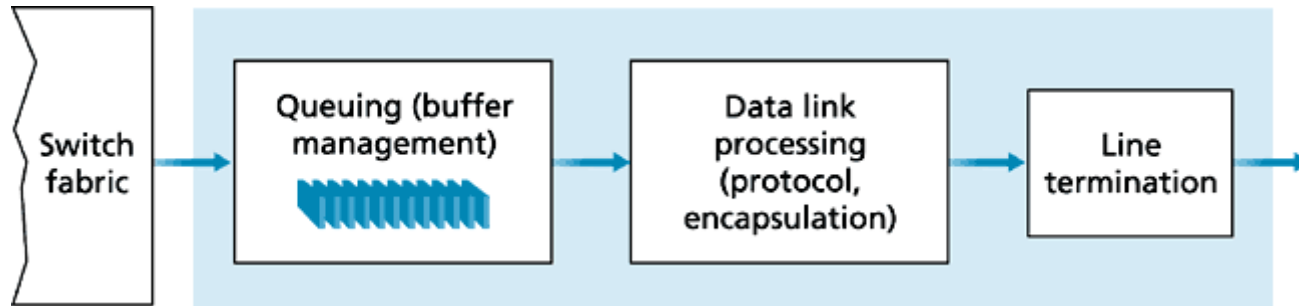 Switch
fabric
Queuing (buffer
management)
Data link
processing
(protocol,
encapsulation)
Line
termination